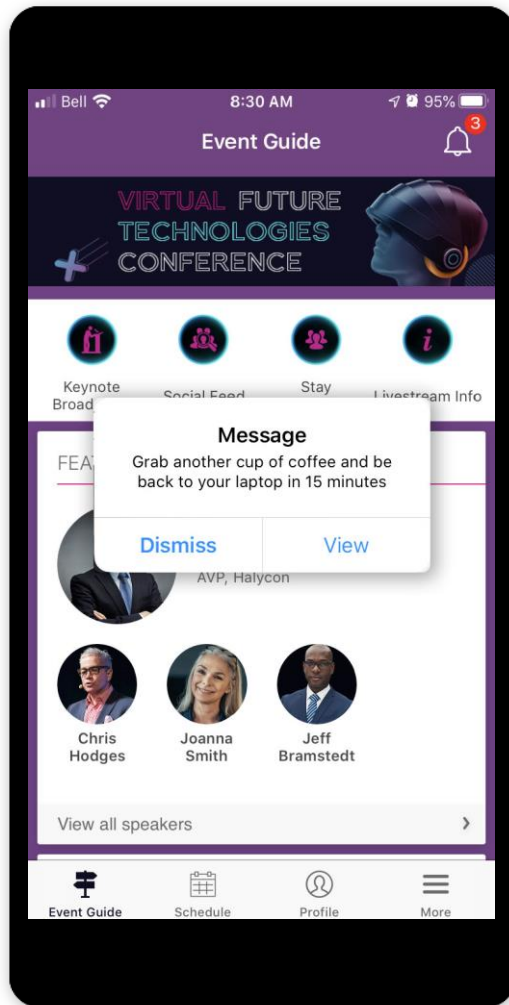 Bell
8:30 AM
95%
Event Guide
3
VIRTUAL FUTURE
TECHNOLOGIES
CONFERENCE
Keynote
Broad
Social Feed
Stay
Livestream Info
Message
Grab another cup of coffee and be
back to your laptop in 15 minutes
Dismiss
View
FEA
AVP, Halycon
Chris
Hodges
Joanna
Smith
Jeff
Bramstedt
View all speakers
Event Guide
Schedule
Profile
More